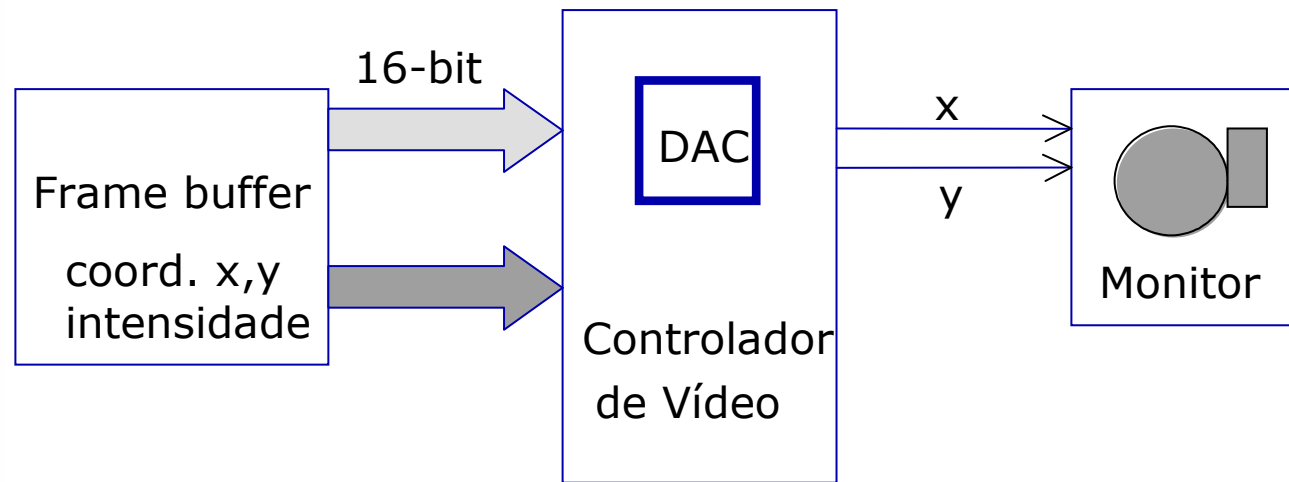 Frame buffer
coord. x,y
intensidade
16-bit
DAC
Controlador
de Vídeo
x
y
Monitor